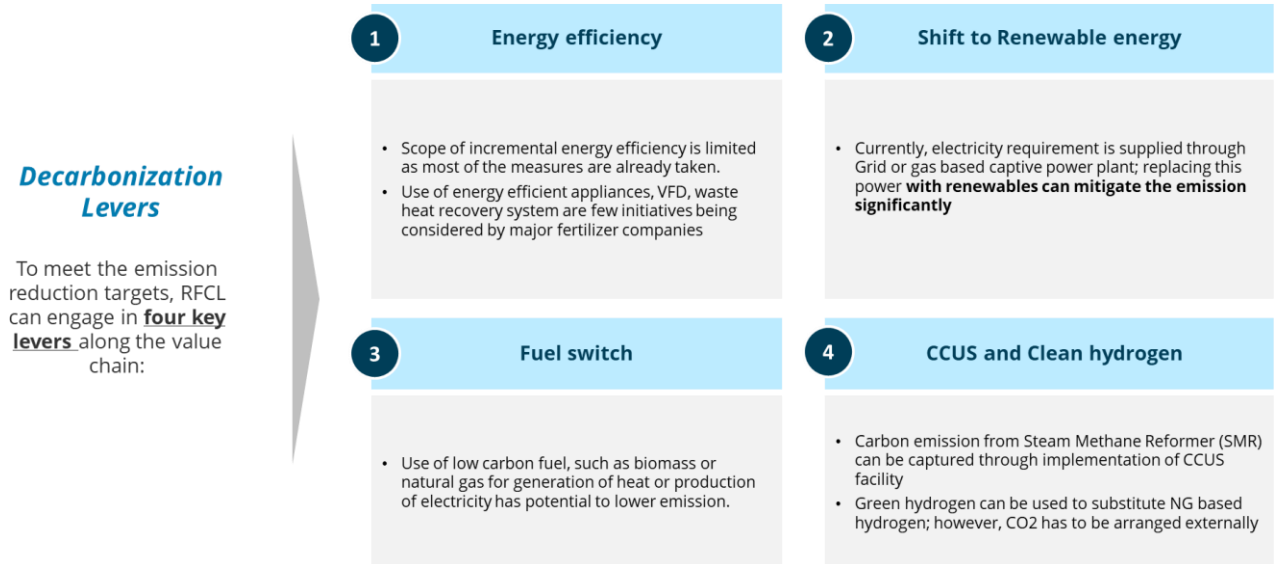 Decarbonization
Levers
To meet the emission
reduction targets, RFCL
can engage in four key
levers along the value
chain:
1
Energy efficiency
• Scope of incremental energy efficiency is limited
as most of the measures are already taken.
• Use of energy efficient appliances, VFD, waste
heat recovery system are few initiatives being
considered by major fertilizer companies
2
Shift to Renewable energy
• Currently, electricity requirement is supplied through
Grid or gas based captive power plant; replacing this
power with renewables can mitigate the emission
significantly
3
Fuel switch
• Use of low carbon fuel, such as biomass or
natural gas for generation of heat or production
of electricity has potential to lower emission.
4
CCUS and Clean hydrogen
• Carbon emission from Steam Methane Reformer (SMR)
can be captured through implementation of CCUS
facility
• Green hydrogen can be used to substitute NG based
hydrogen; however, CO2 has to be arranged externally